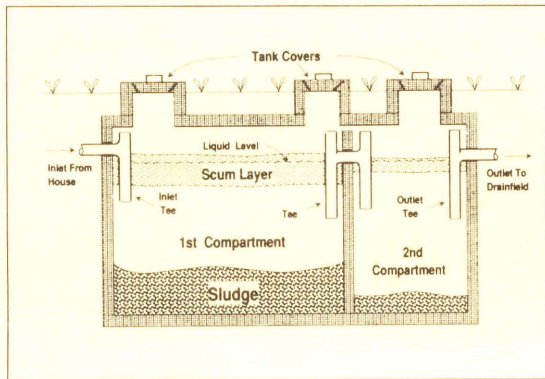 Tank Covers
Liquid Level
Inlet From
House
Scum Layer
Outlet To
Drainfield
Inlet
Tee
Tee
Outlet
Tee
1st Compartment
2nd
Compartment
Sludge